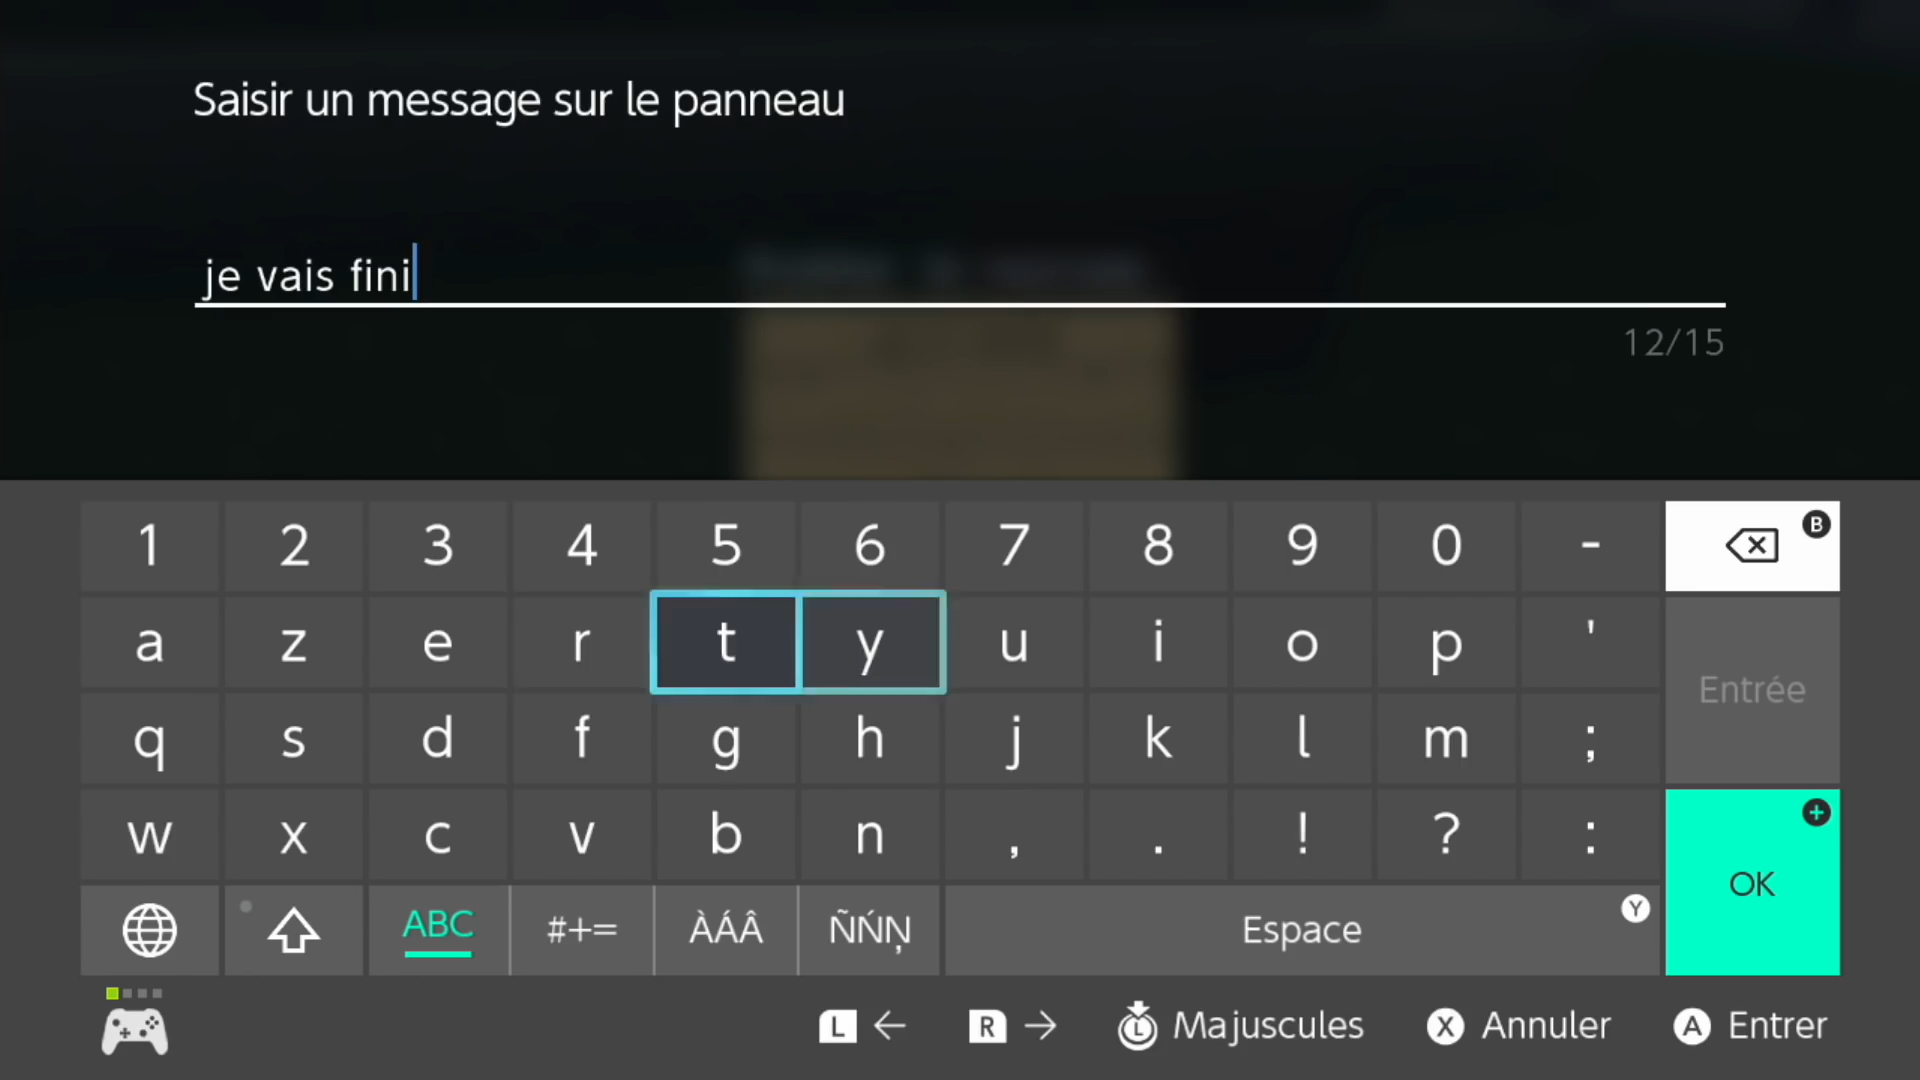 Saisir un message sur le panneau
je vais fini
12/15
1 2 3 4 5 6 7 8 9 0 - B
a z e r t y u i o p ' Entrée
q s d f g h j k l m ;
w x c v b n , . ! ? : + OK
ABC #+= ÀÁÂ ÑŃŅ Espace Y
L ← R → L Majuscules X Annuler A Entrer